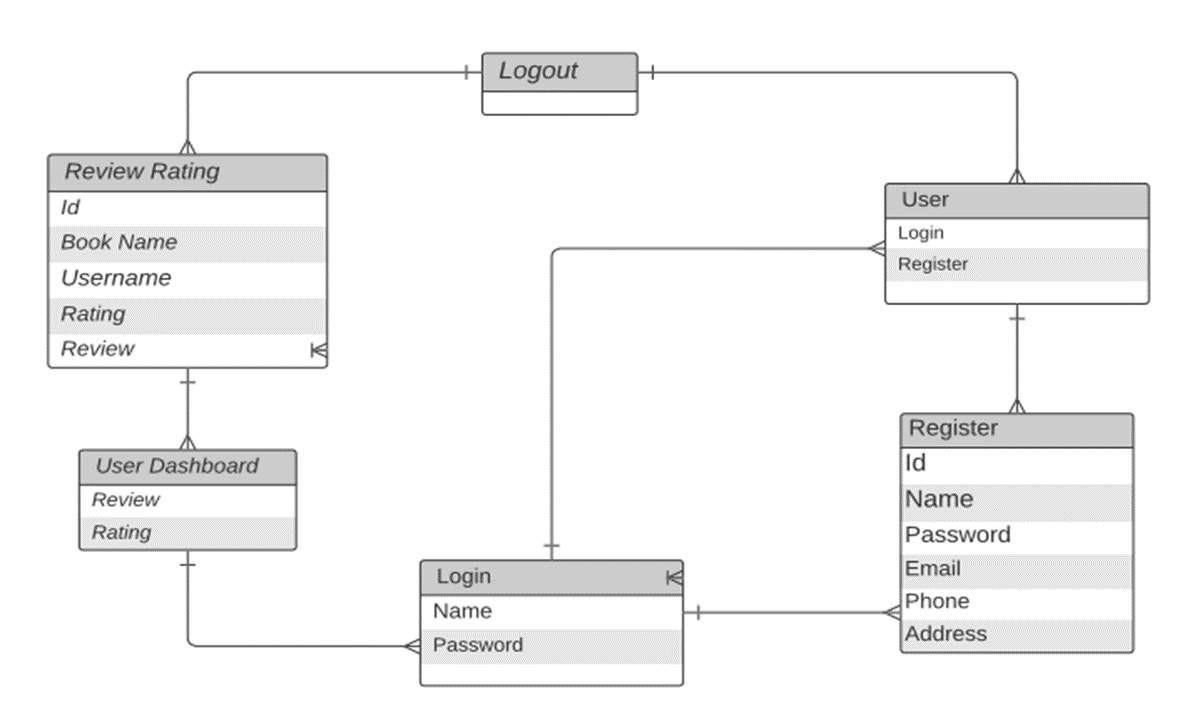 Logout
Review Rating
Id
Book Name
Username
Rating
Review
User
Login
Register
User Dashboard
Review
Rating
Login
Name
Password
Register
Id
Name
Password
Email
Phone
Address